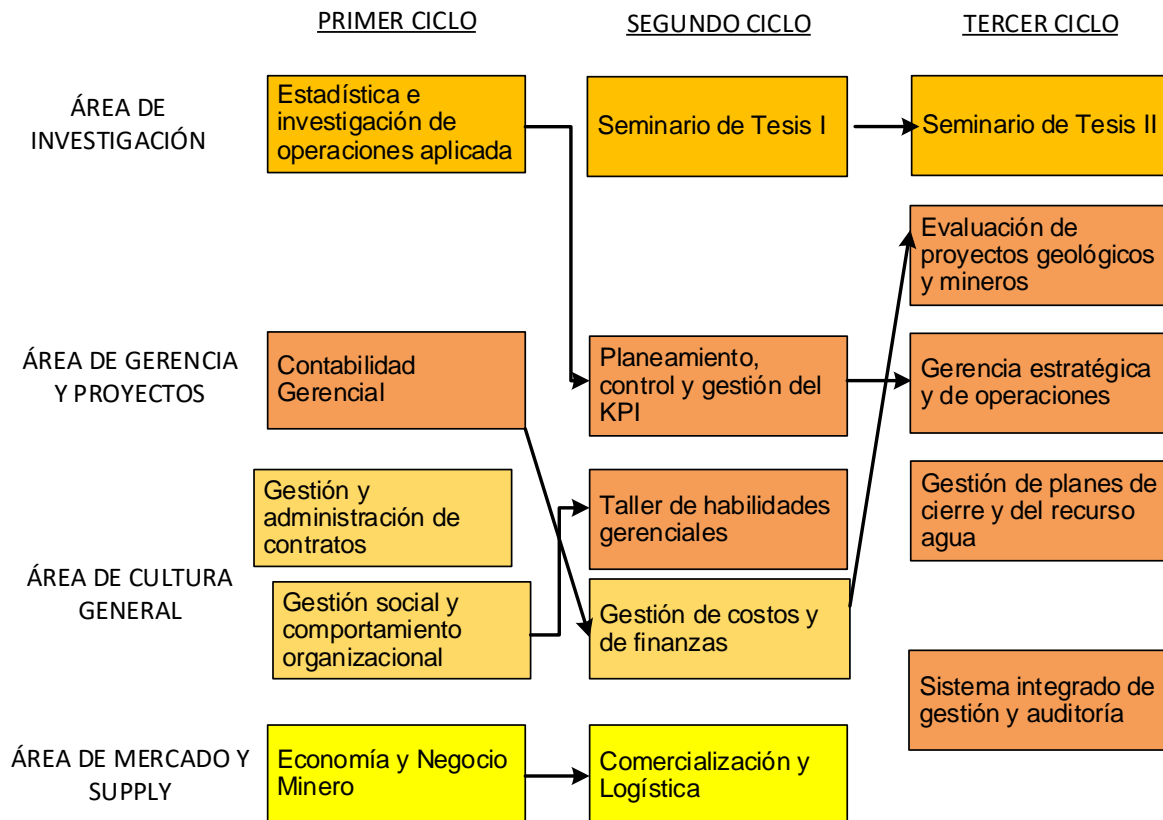 PRIMER CICLO
SEGUNDO CICLO
TERCER CICLO
ÁREA DE
INVESTIGACIÓN
Estadística e
investigación de
operaciones aplicada
Seminario de Tesis I
Seminario de Tesis II
Evaluación de
proyectos geológicos
y mineros
ÁREA DE GERENCIA
Y PROYECTOS
Contabilidad
Gerencial
Planeamiento,
control y gestión del
KPI
Gerencia estratégica
y de operaciones
Gestión y
administración de
contratos
Taller de habilidades
gerenciales
Gestión de planes de
cierre y del recurso
agua
ÁREA DE CULTURA
GENERAL
Gestión social y
comportamiento
organizacional
Gestión de costos y
de finanzas
Sistema integrado de
gestión y auditoría
ÁREA DE MERCADO Y
SUPPLY
Economía y Negocio
Minero
Comercialización y
Logística